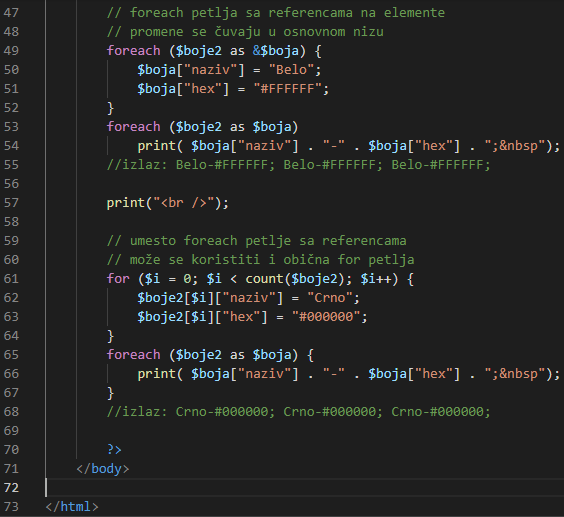 47 // foreach petlja sa referencama na elemente
48 // promene se čuvaju u osnovnom nizu
49 foreach ($boje2 as &$boja) {
50 $boja["naziv"] = "Belo";
51 $boja["hex"] = "#FFFFFF";
52 }
53 foreach ($boje2 as $boja)
54 print( $boja["naziv"] . "-" . $boja["hex"] . ";&nbsp");
55 //izlaz: Belo-#FFFFFF; Belo-#FFFFFF; Belo-#FFFFFF;
56
57 print("<br />");
58
59 // umesto foreach petlje sa referencama
60 // može se koristiti i obična for petlja
61 for ($i = 0; $i < count($boje2); $i++) {
62 $boje2[$i]["naziv"] = "Crno";
63 $boje2[$i]["hex"] = "#000000";
64 }
65 foreach ($boje2 as $boja) {
66 print( $boja["naziv"] . "-" . $boja["hex"] . ";&nbsp");
67 }
68 //izlaz: Crno-#000000; Crno-#000000; Crno-#000000;
69
70 ?>
71 </body>
72
73 </html>